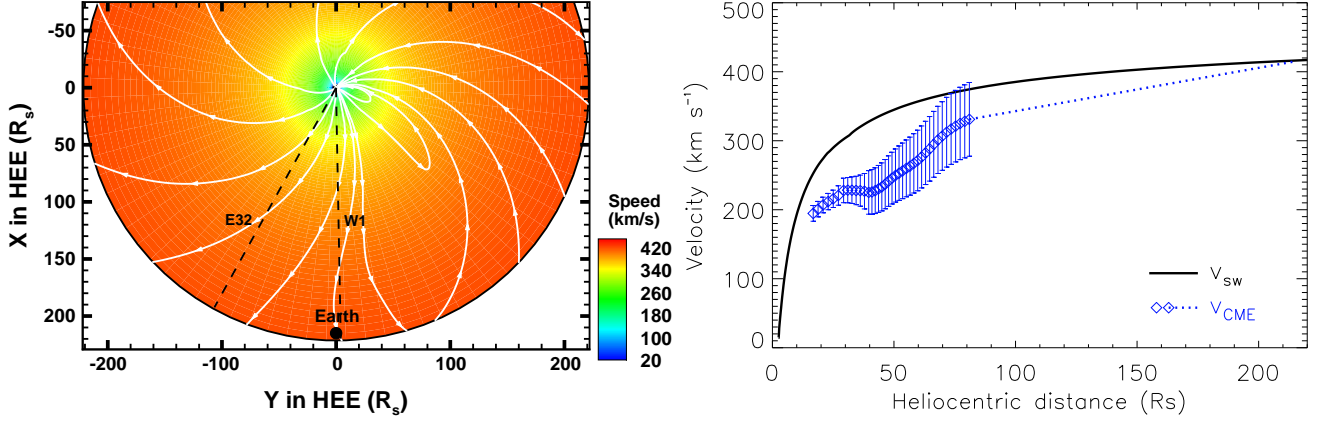 X in HEE (Rs)
-50
0
50
100
150
200
E32
W1
Earth
-200
-100
0
100
200
Y in HEE (Rs)
Speed
(km/s)
420
340
260
180
100
20
Velocity (km s⁻¹)
500
400
300
200
100
0
VSW
VCME
0
50
100
150
200
Heliocentric distance (Rs)